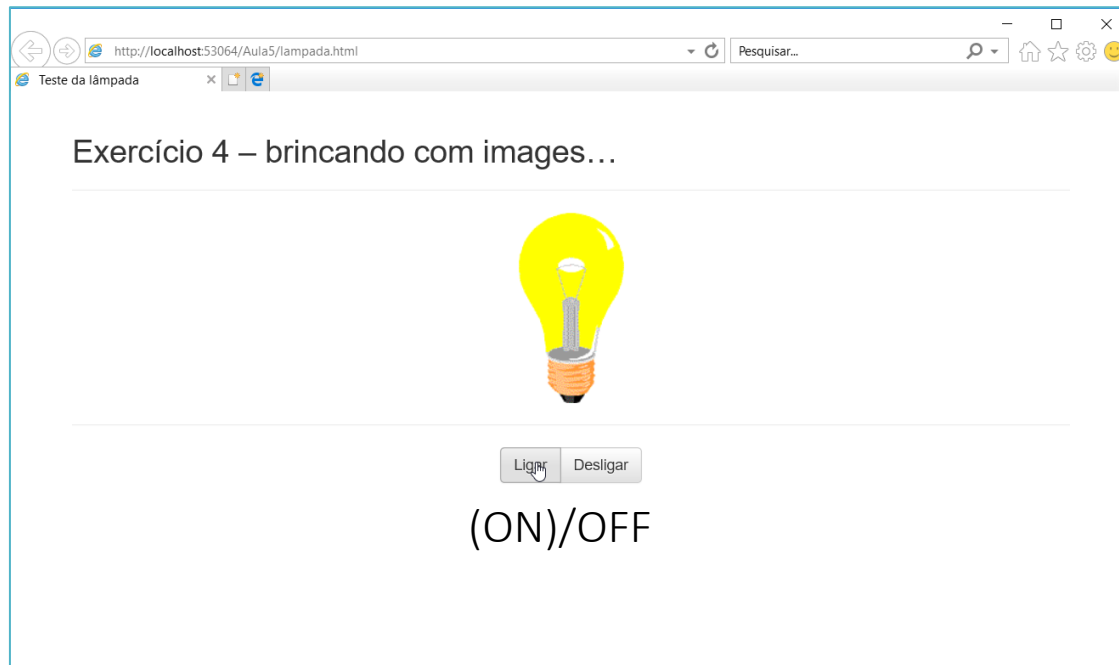 http://localhost:53064/Aula5/lampada.html
Pesquisar...
Teste da lâmpada
Exercício 4 – brincando com images…
Ligar Desligar
(ON)/OFF